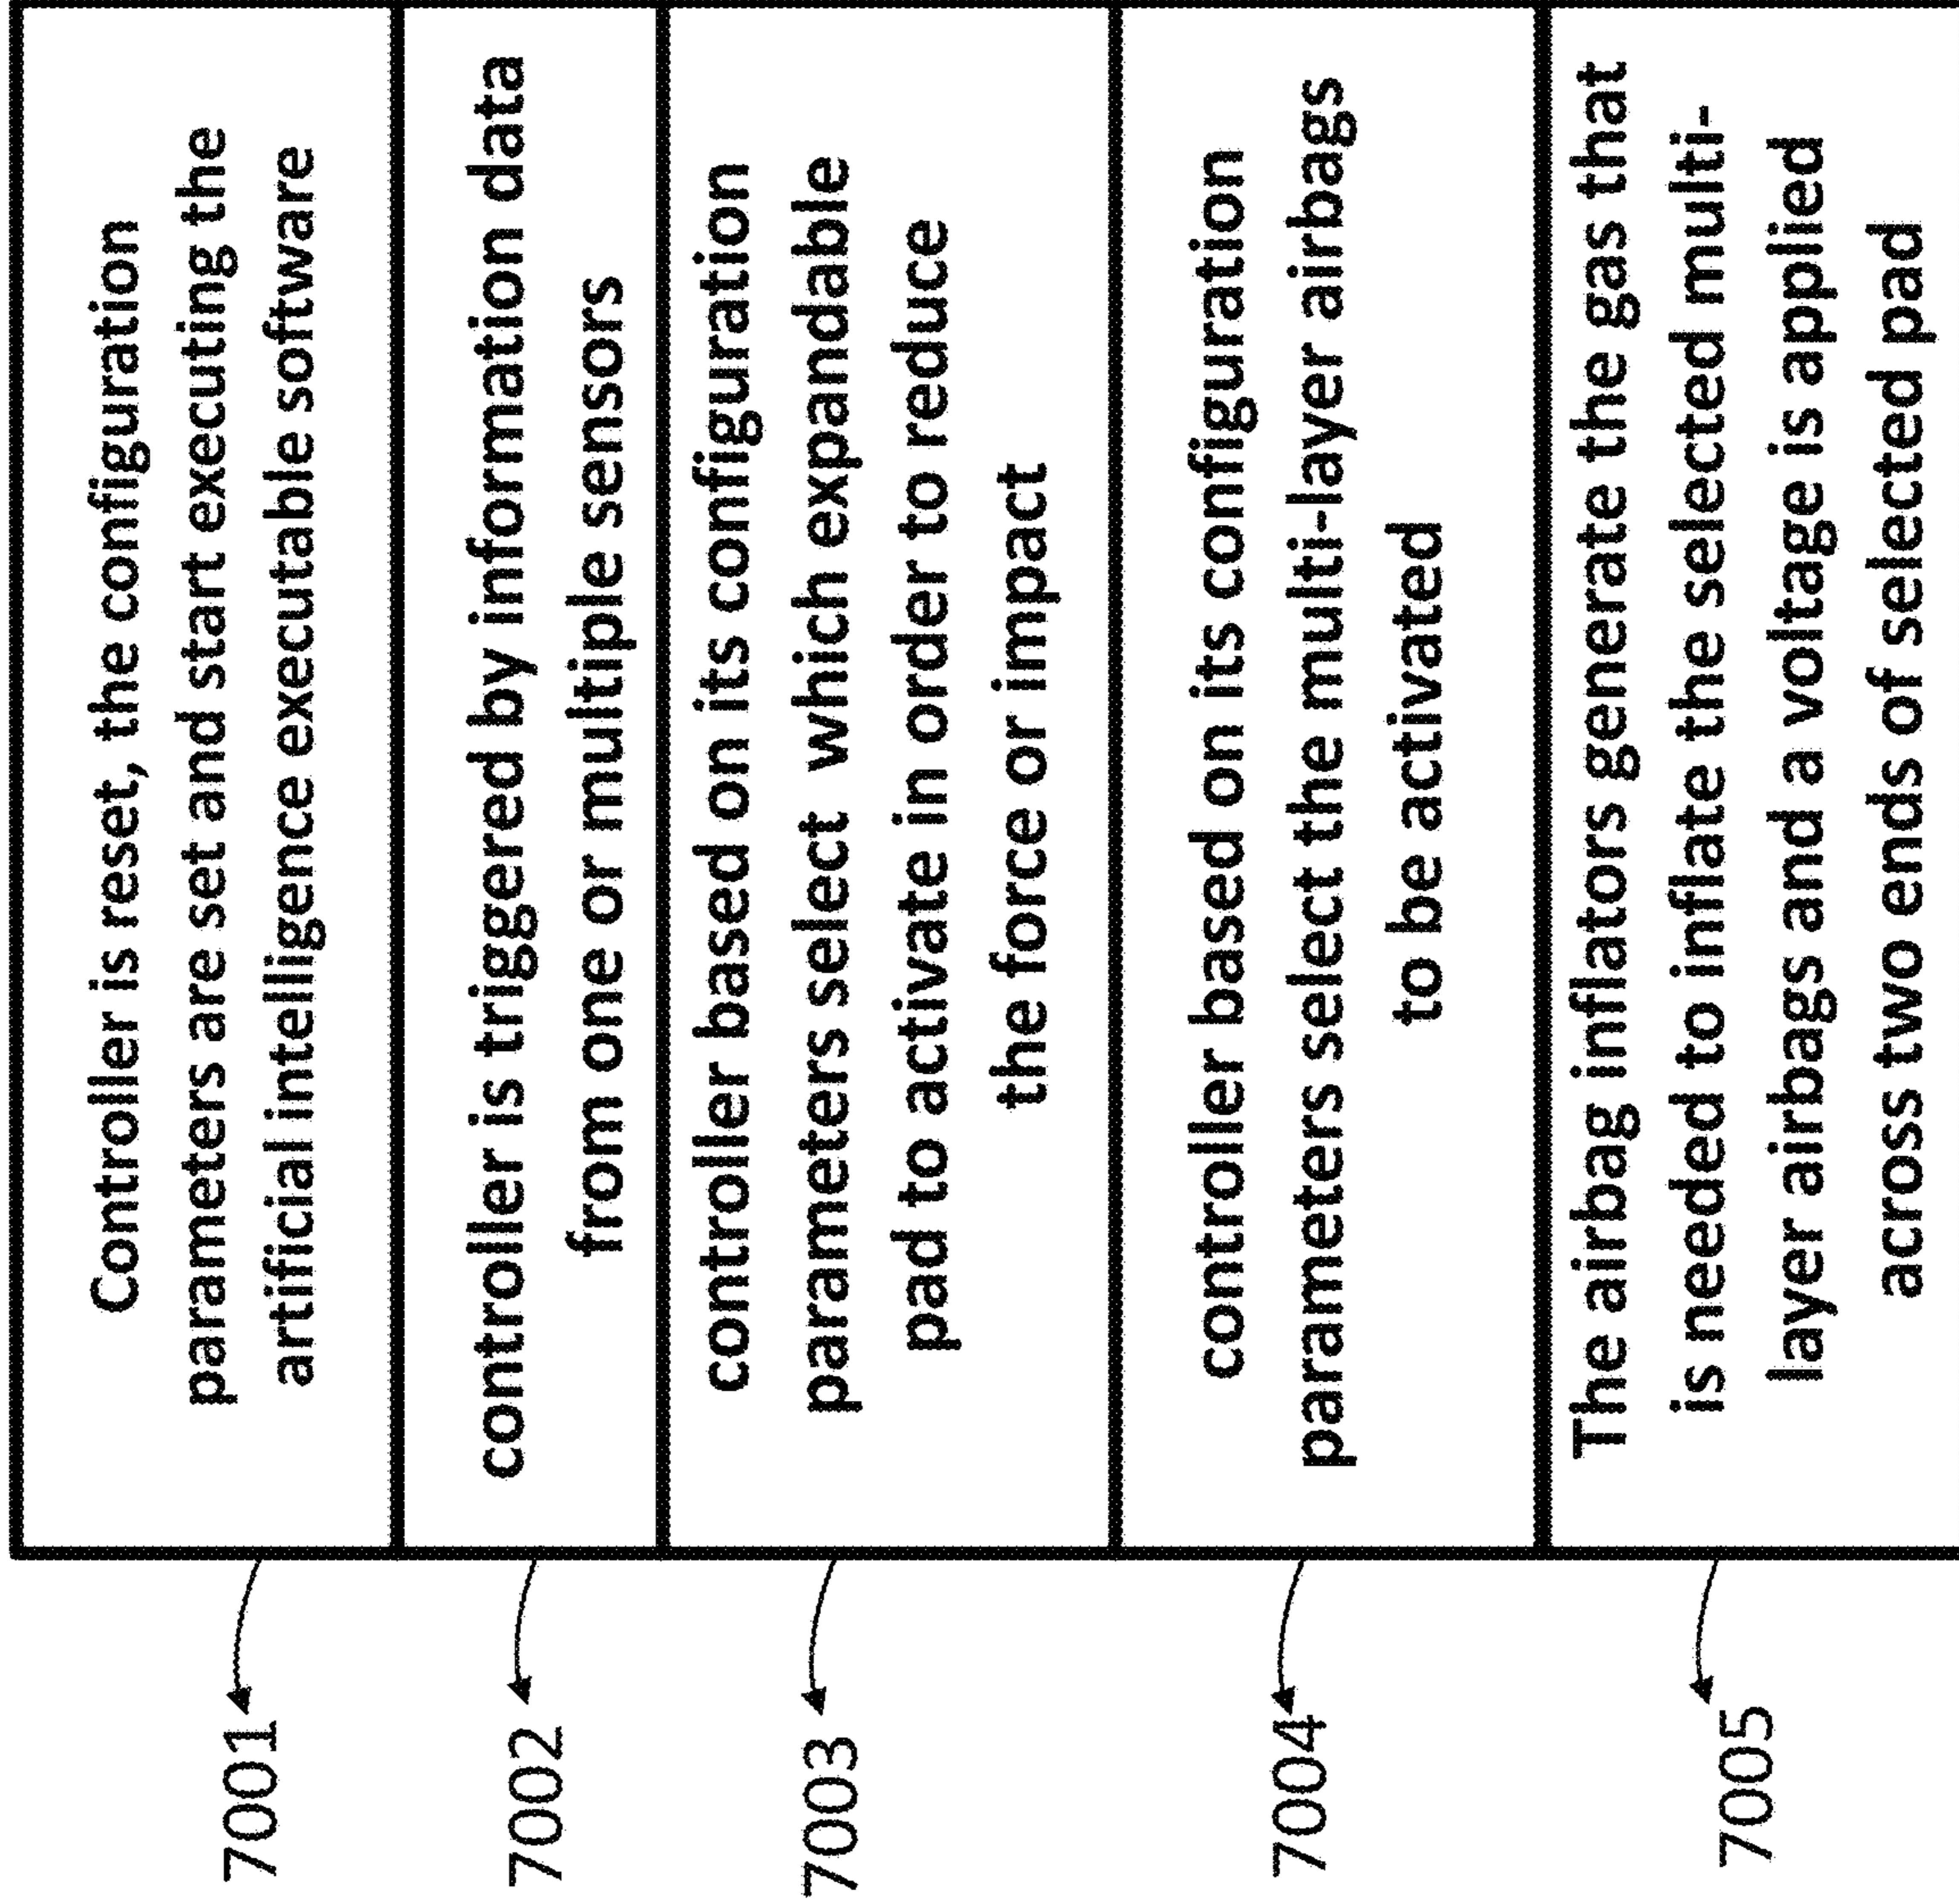 7001
Controller is reset, the configuration
parameters are set and start executing the
artificial intelligence executable software
7002
controller is triggered by information data
from one or multiple sensors
7003
controller based on its configuration
parameters select which expandable
pad to activate in order to reduce
the force or impact
7004
controller based on its configuration
parameters select the multi-layer airbags
to be activated
7005
The airbag inflators generate the gas that
is needed to inflate the selected multi-
layer airbags and a voltage is applied
across two ends of selected pad